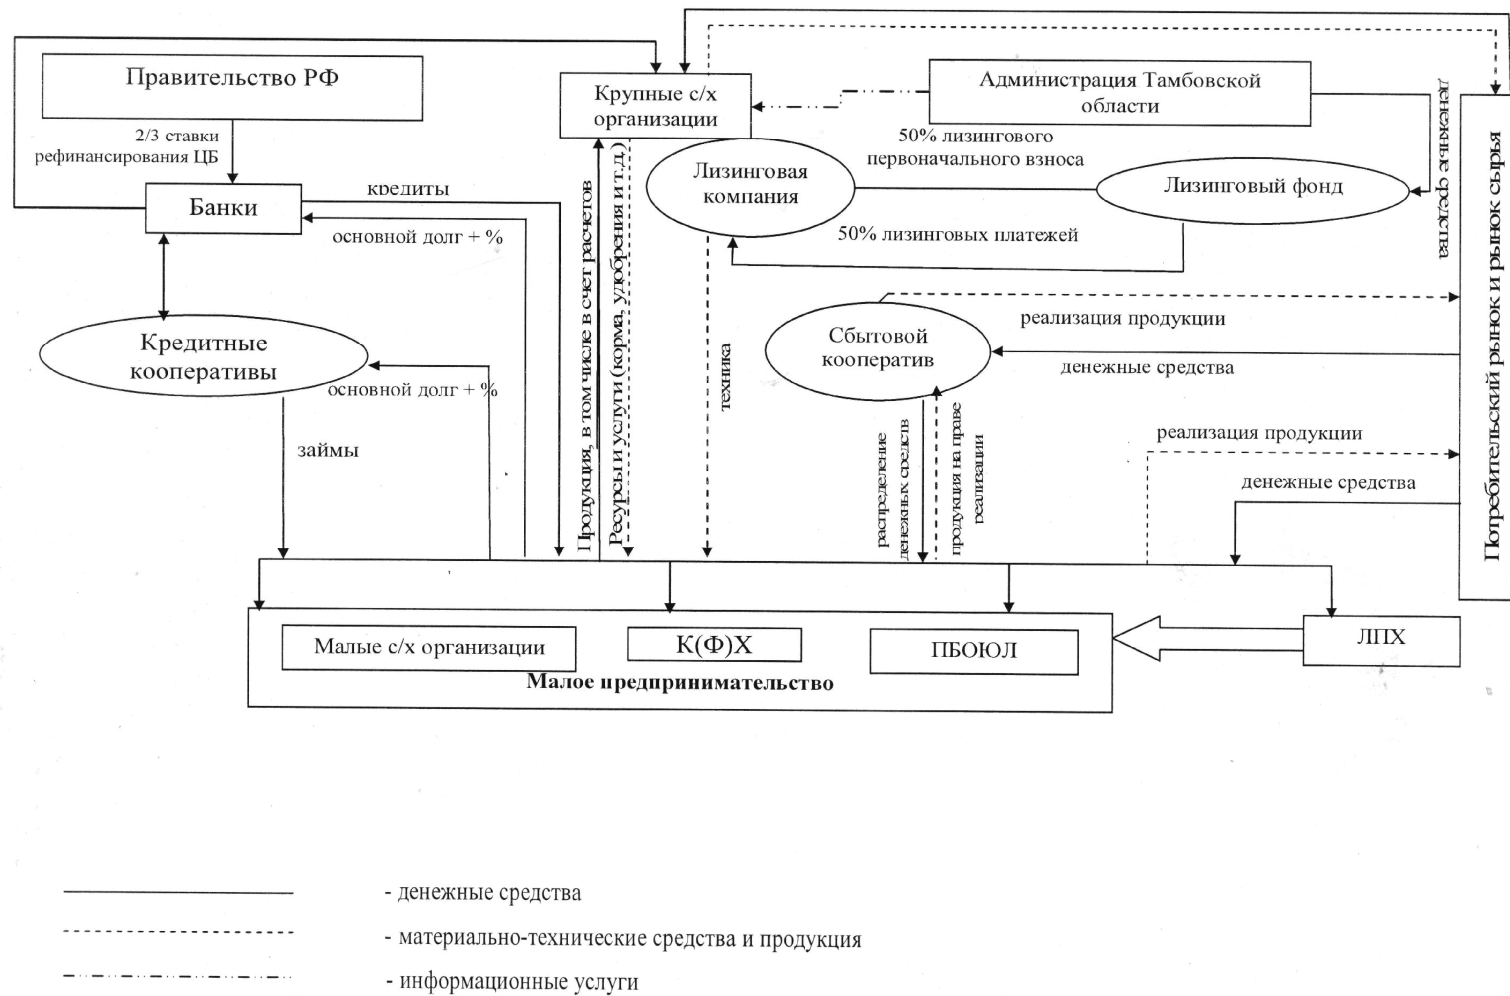 Правительство РФ
2/3 ставки
рефинансирования ЦБ
Банки
кредиты
основной долг + %
Кредитные
кооперативы
основной долг + %
займы
Крупные с/х
организации
Продукция, в том числе в счет расчетов
Ресурсы и услуги (корма, удобрения и т.д.)
Администрация Тамбовской
области
50% лизингового
первоначального взноса
Лизинговая
компания
Лизинговый фонд
50% лизинговых платежей
денежные средства
техника
Сбытовой
кооператив
реализация продукции
денежные средства
распределение
денежных средств
продукция на праве
реализации
реализация продукции
денежные средства
Потребительский рынок и рынок сырья
Малые с/х организации
К(Ф)Х
ПБОЮЛ
Малое предпринимательство
ЛПХ
- денежные средства
- материально-технические средства и продукция
- информационные услуги